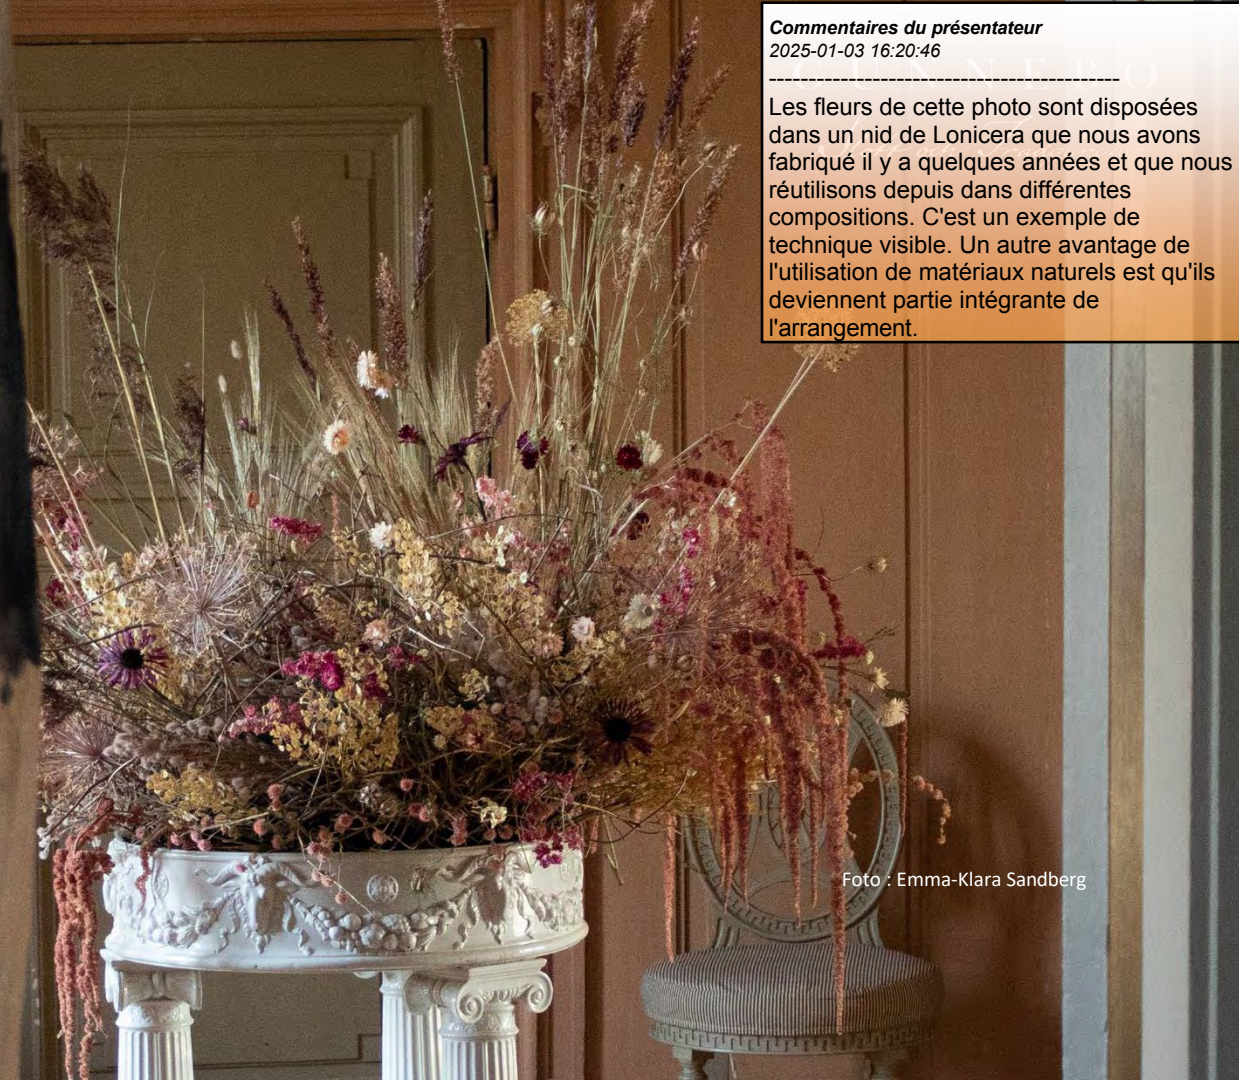 Commentaires du présentateur
2025-01-03 16:20:46
-------------------------------------------
GUNNEBO
Les fleurs de cette photo sont disposées
dans un nid de Lonicera que nous avons
fabriqué il y a quelques années et que nous
réutilisons depuis dans différentes
compositions. C'est un exemple de
technique visible. Un autre avantage de
l'utilisation de matériaux naturels est qu'ils
deviennent partie intégrante de
l'arrangement.
Foto : Emma-Klara Sandberg